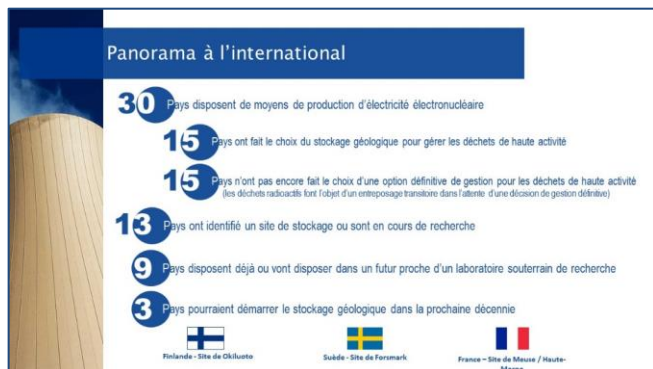 Panorama à l'international
30 Pays disposent de moyens de production d'électricité électronucléaire
15 Pays ont fait le choix du stockage géologique pour gérer les déchets de haute activité
15 Pays n'ont pas encore fait le choix d'une option définitive de gestion pour les déchets de haute activité
(les déchets radioactifs font l'objet d'un entreposage transitoire dans l'attente d'une décision de gestion définitive)
13 Pays ont identifié un site de stockage ou sont en cours de recherche
9 Pays disposent déjà ou vont disposer dans un futur proche d'un laboratoire souterrain de recherche
3 Pays pourraient démarrer le stockage géologique dans la prochaine décennie
Finlande - Site de Okiluoto
Suède - Site de Forsmark
France – Site de Meuse / Haute-
Marne